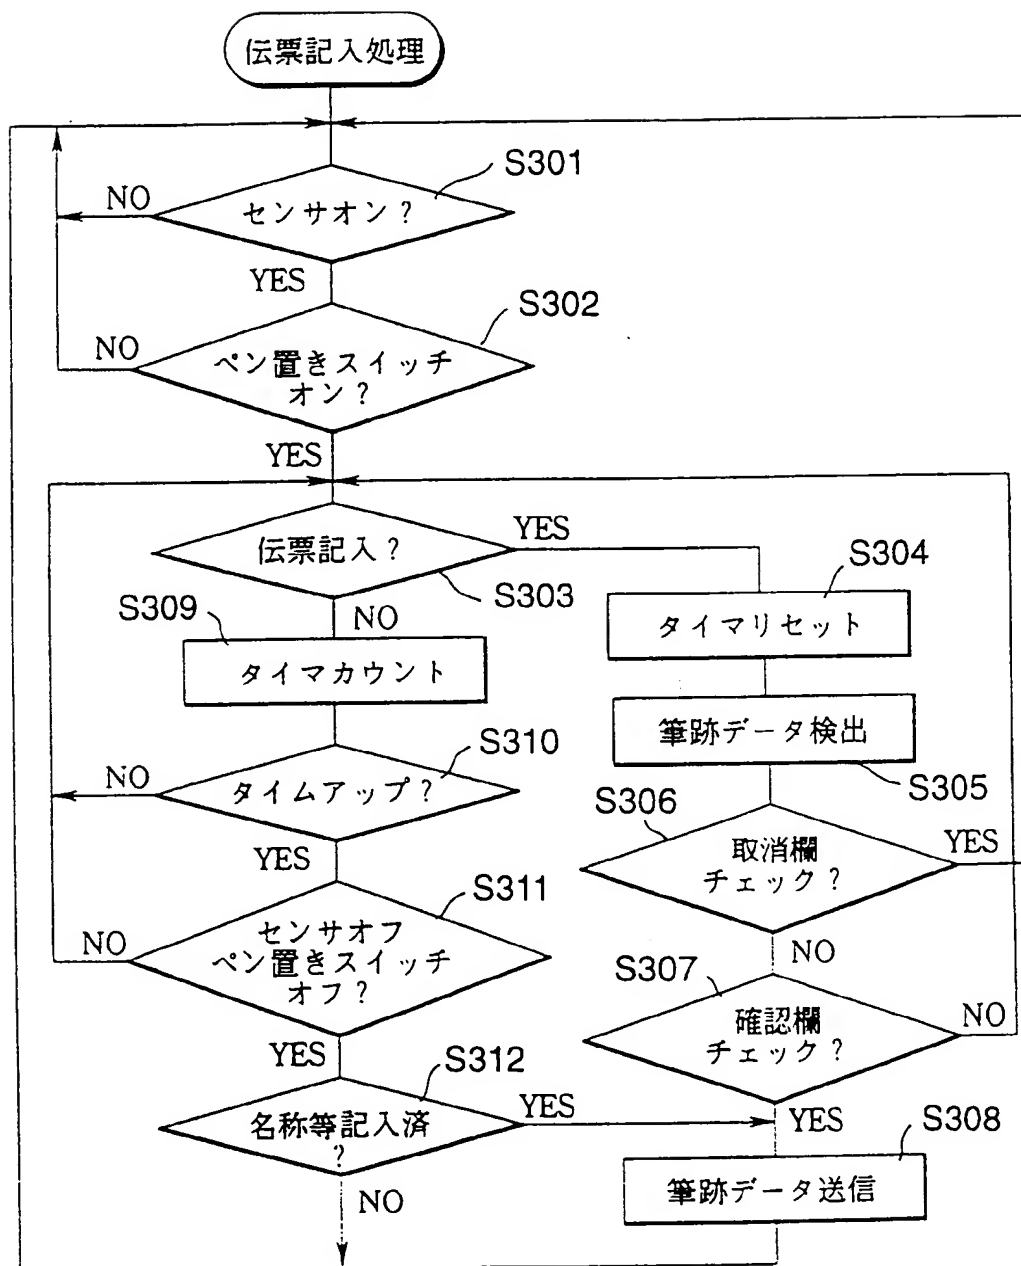 伝票記入処理
S301
NO
センサオン?
YES
S302
NO
ペン置きスイッチ
オン?
YES
伝票記入?
YES
S303
S304
NO
S309
タイマリセット
タイマカウント
筆跡データ検出
S305
S310
NO
タイムアップ?
S306
取消欄
チェック?
YES
YES
S311
センサオフ
ペン置きスイッチ
オフ?
NO
NO
S307
確認欄
チェック?
NO
YES
S312
名称等記入済
?
YES
YES
S308
筆跡データ送信
NO